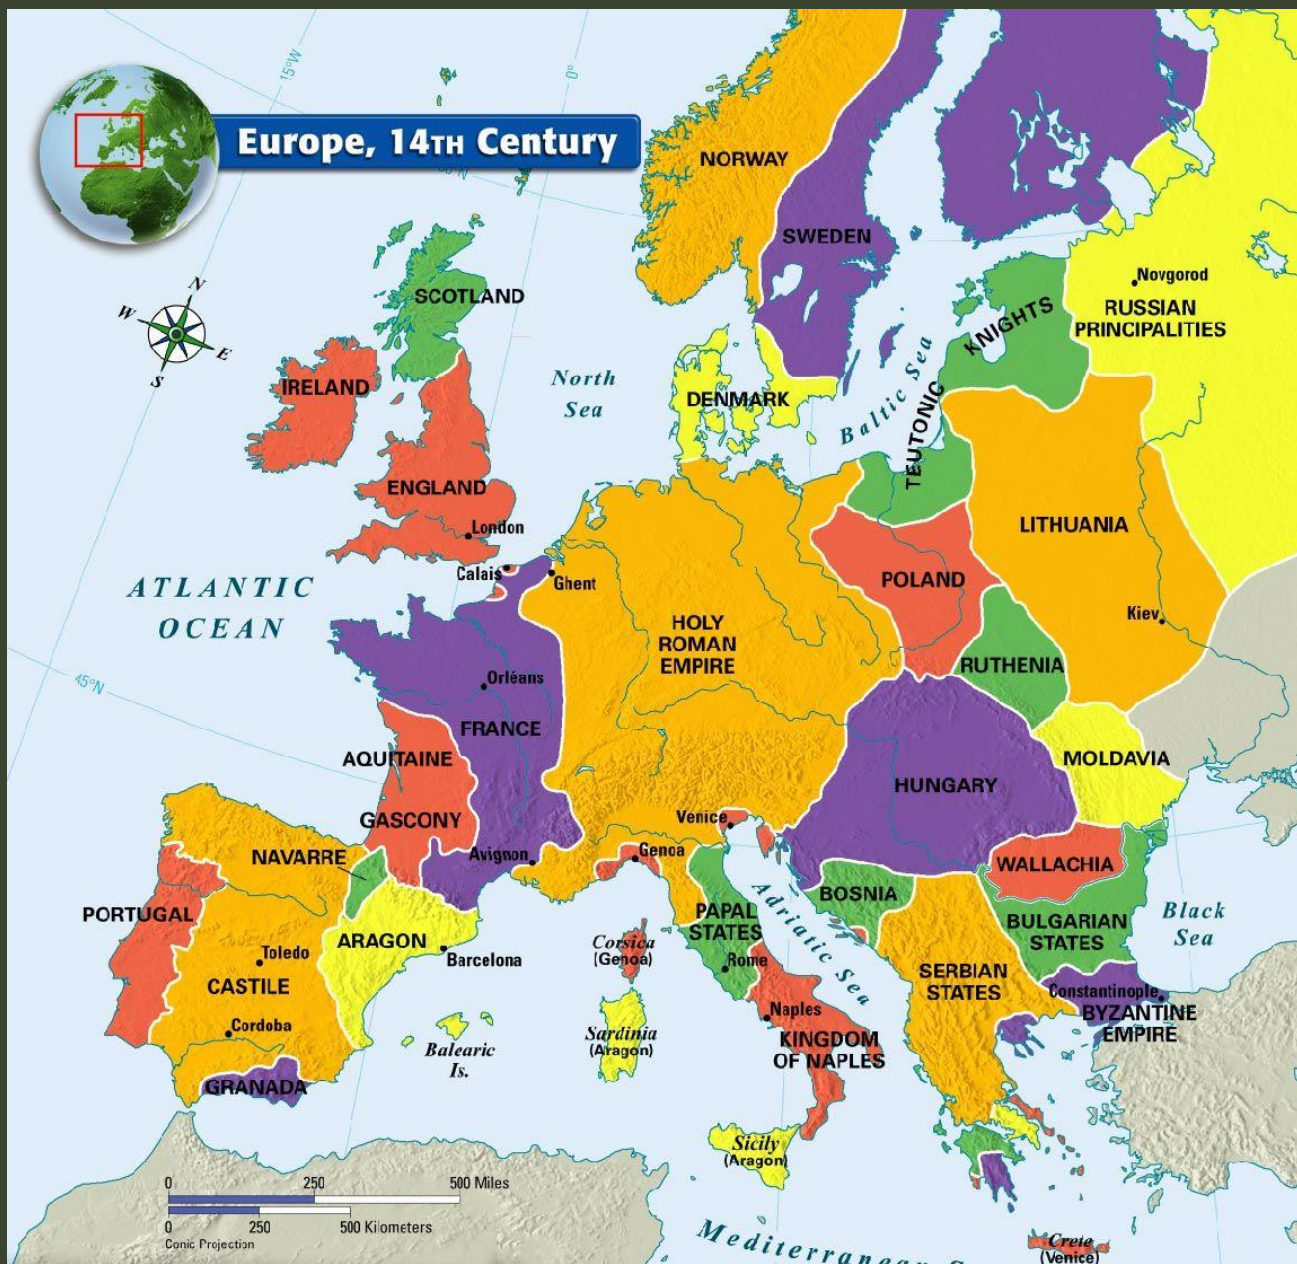 15°W
0°
Europe, 14TH Century
N
W
E
S
NORWAY
SWEDEN
SCOTLAND
IRELAND
North
Sea
DENMARK
Baltic Sea
TEUTONIC KNIGHTS
Novgorod
RUSSIAN
PRINCIPALITIES
ENGLAND
London
Calais
Ghent
LITHUANIA
POLAND
Kiev
ATLANTIC
OCEAN
HOLY
ROMAN
EMPIRE
RUTHENIA
45°N
Orléans
FRANCE
AQUITAINE
GASCONY
HUNGARY
MOLDAVIA
Venice
Genoa
Avignon
NAVARRE
WALLACHIA
BOSNIA
PORTUGAL
ARAGON
Barcelona
Toledo
CASTILE
Cordoba
GRANADA
Corsica
(Genoa)
PAPAL
STATES
Rome
Adriatic Sea
BULGARIAN
STATES
Black
Sea
SERBIAN
STATES
Constantinople
BYZANTINE
EMPIRE
Balearic
Is.
Sardinia
(Aragon)
Naples
KINGDOM
OF NAPLES
Sicily
(Aragon)
0 250 500 Miles
0 250 500 Kilometers
Conic Projection
Mediterranean S
Crete
(Venice)